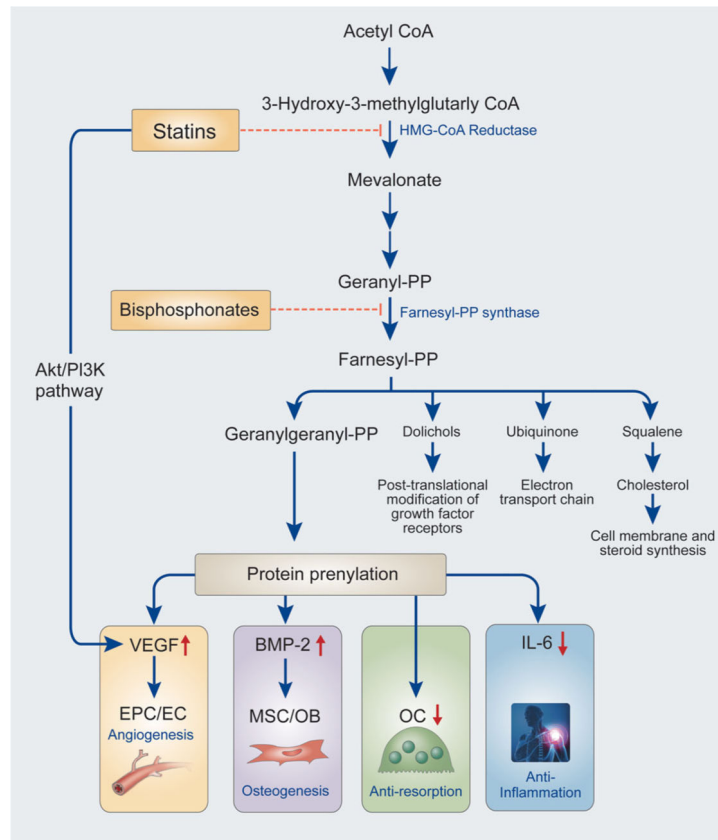 Acetyl CoA
3-Hydroxy-3-methylglutarly CoA
Statins
HMG-CoA Reductase
Mevalonate
Geranyl-PP
Bisphosphonates
Farnesyl-PP synthase
Farnesyl-PP
Akt/PI3K
pathway
Geranylgeranyl-PP
Dolichols
Ubiquinone
Squalene
Post-translational
modification of
growth factor
receptors
Electron
transport chain
Cholesterol
Cell membrane and
steroid synthesis
Protein prenylation
VEGF
BMP-2
IL-6
EPC/EC
Angiogenesis
MSC/OB
Osteogenesis
OC
Anti-resorption
Anti-
Inflammation